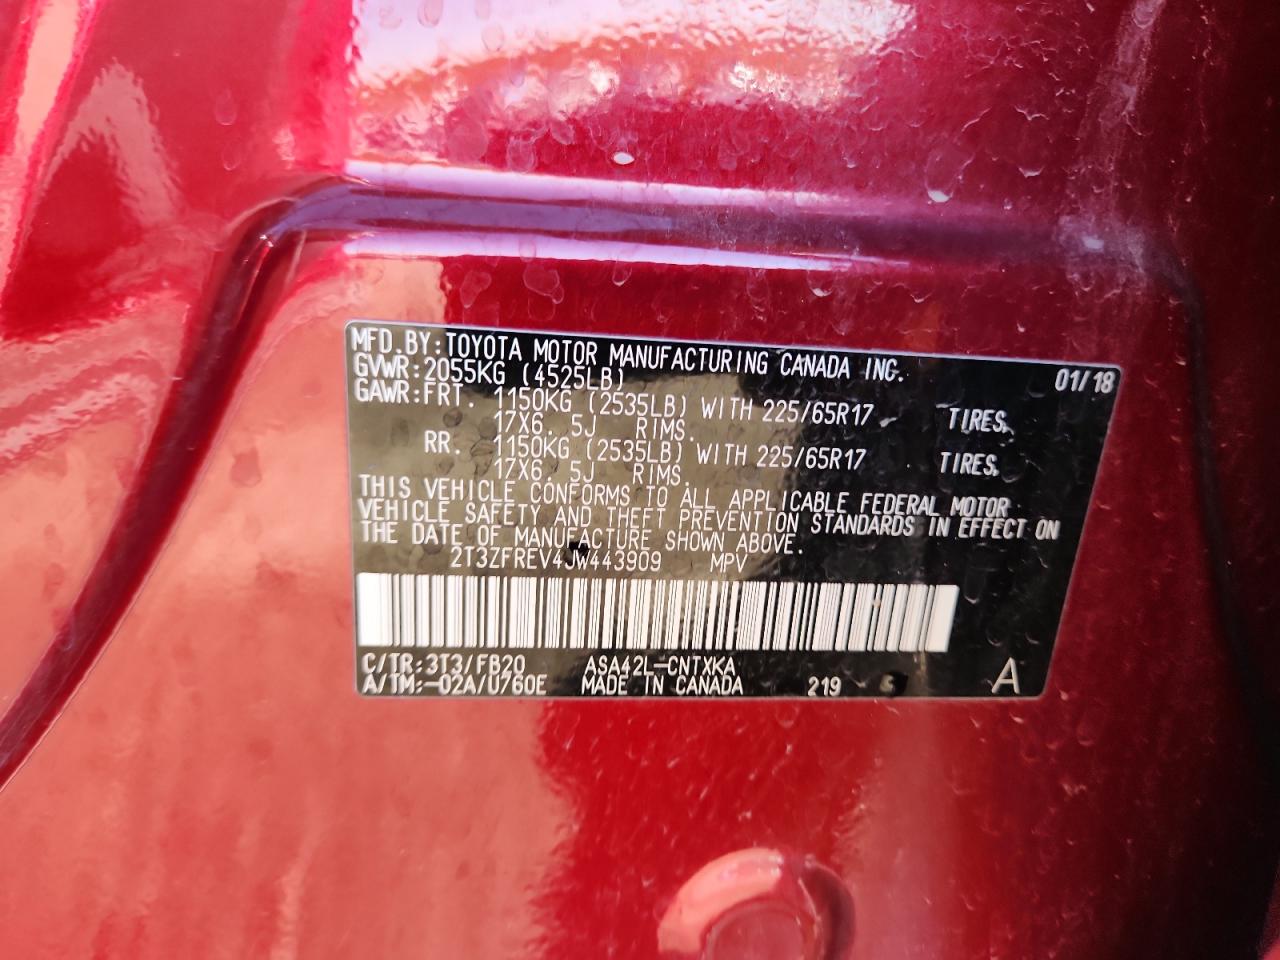 MFD.BY:TOYOTA MOTOR MANUFACTURING CANADA INC.
GVWR:2055KG (4525LB) 01/18
GAWR:FRT. 1150KG (2535LB) WITH 225/65R17 TIRES,
17X6. 5J RIMS.
RR. 1150KG (2535LB) WITH 225/65R17 TIRES,
17X6. 5J RIMS.
THIS VEHICLE CONFORMS TO ALL APPLICABLE FEDERAL MOTOR
VEHICLE SAFETY AND THEFT PREVENTION STANDARDS IN EFFECT ON
THE DATE OF MANUFACTURE SHOWN ABOVE.
2T3ZFREV4JW443909 MPV
C/TR:3T3/FB20 ASA42L-CNTXKA
A/TM:-02A/U760E MADE IN CANADA 219 A